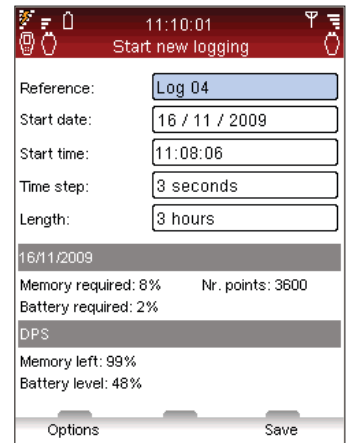 11:10:01
Start new logging
Reference: Log 04
Start date: 16 / 11 / 2009
Start time: 11:08:06
Time step: 3 seconds
Length: 3 hours
16/11/2009
Memory required: 8% Nr. points: 3600
Battery required: 2%
DPS
Memory left: 99%
Battery level: 48%
Options Save